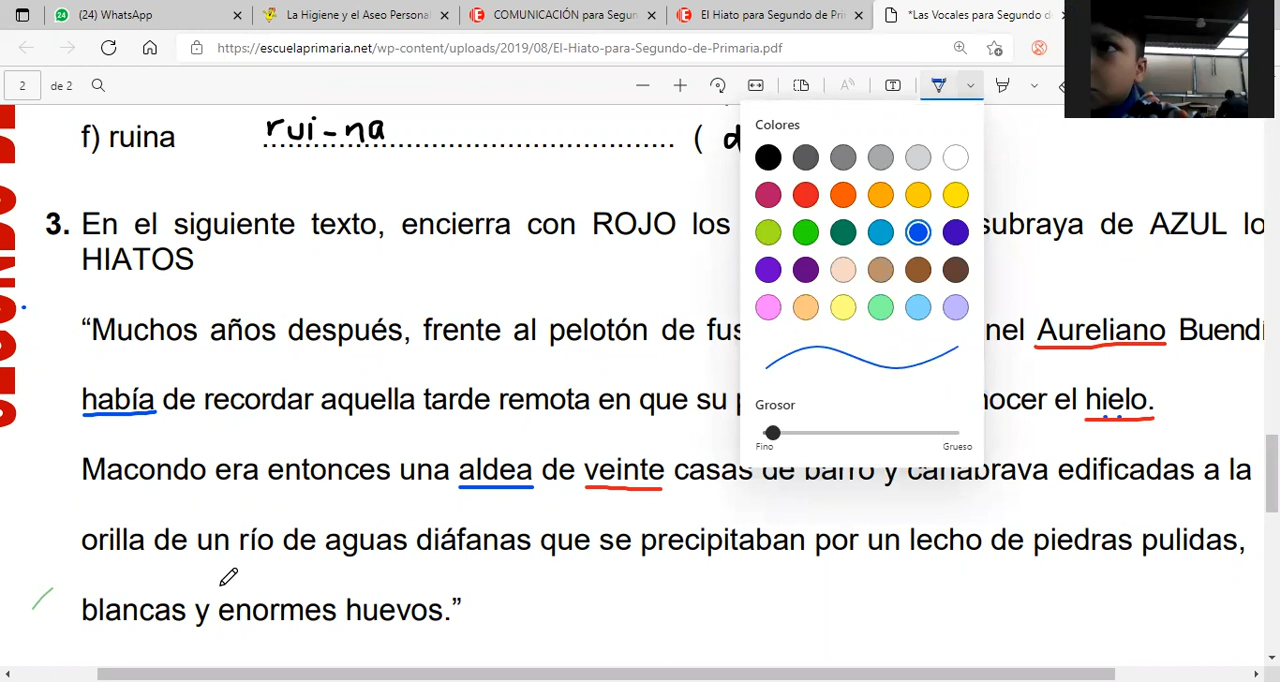 (24) WhatsApp
La Higiene y el Aseo Personal
COMUNICACIÓN para Segun
El Hiato para Segundo de Pri
*Las Vocales para Segundo d
https://escuelaprimaria.net/wp-content/uploads/2019/08/El-Hiato-para-Segundo-de-Primaria.pdf
2 de 2
f) ruina rui-na ( d
Colores
3. En el siguiente texto, encierra con ROJO los subraya de AZUL lo
HIATOS
“Muchos años después, frente al pelotón de fus nel Aureliano Buendí
había de recordar aquella tarde remota en que su p nocer el hielo.
Grosor
Fino Grueso
Macondo era entonces una aldea de veinte casas de barro y cañabrava edificadas a la
orilla de un río de aguas diáfanas que se precipitaban por un lecho de piedras pulidas,
blancas y enormes huevos.”